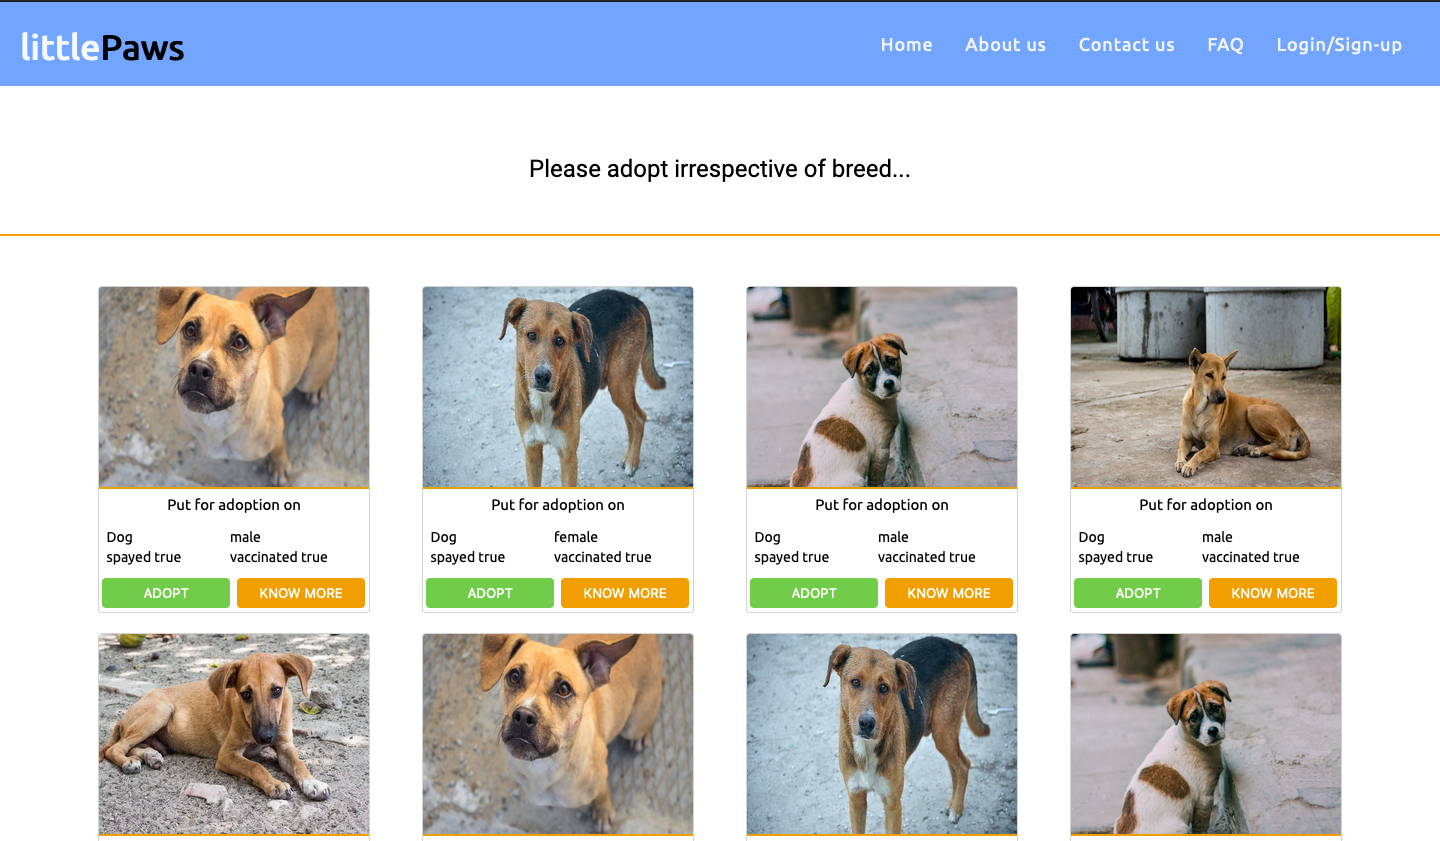 littlePaws
Home About us Contact us FAQ Login/Sign-up
Please adopt irrespective of breed...
Put for adoption on
Dog male
spayed true vaccinated true
ADOPT KNOW MORE
Put for adoption on
Dog female
spayed true vaccinated true
ADOPT KNOW MORE
Put for adoption on
Dog male
spayed true vaccinated true
ADOPT KNOW MORE
Put for adoption on
Dog male
spayed true vaccinated true
ADOPT KNOW MORE